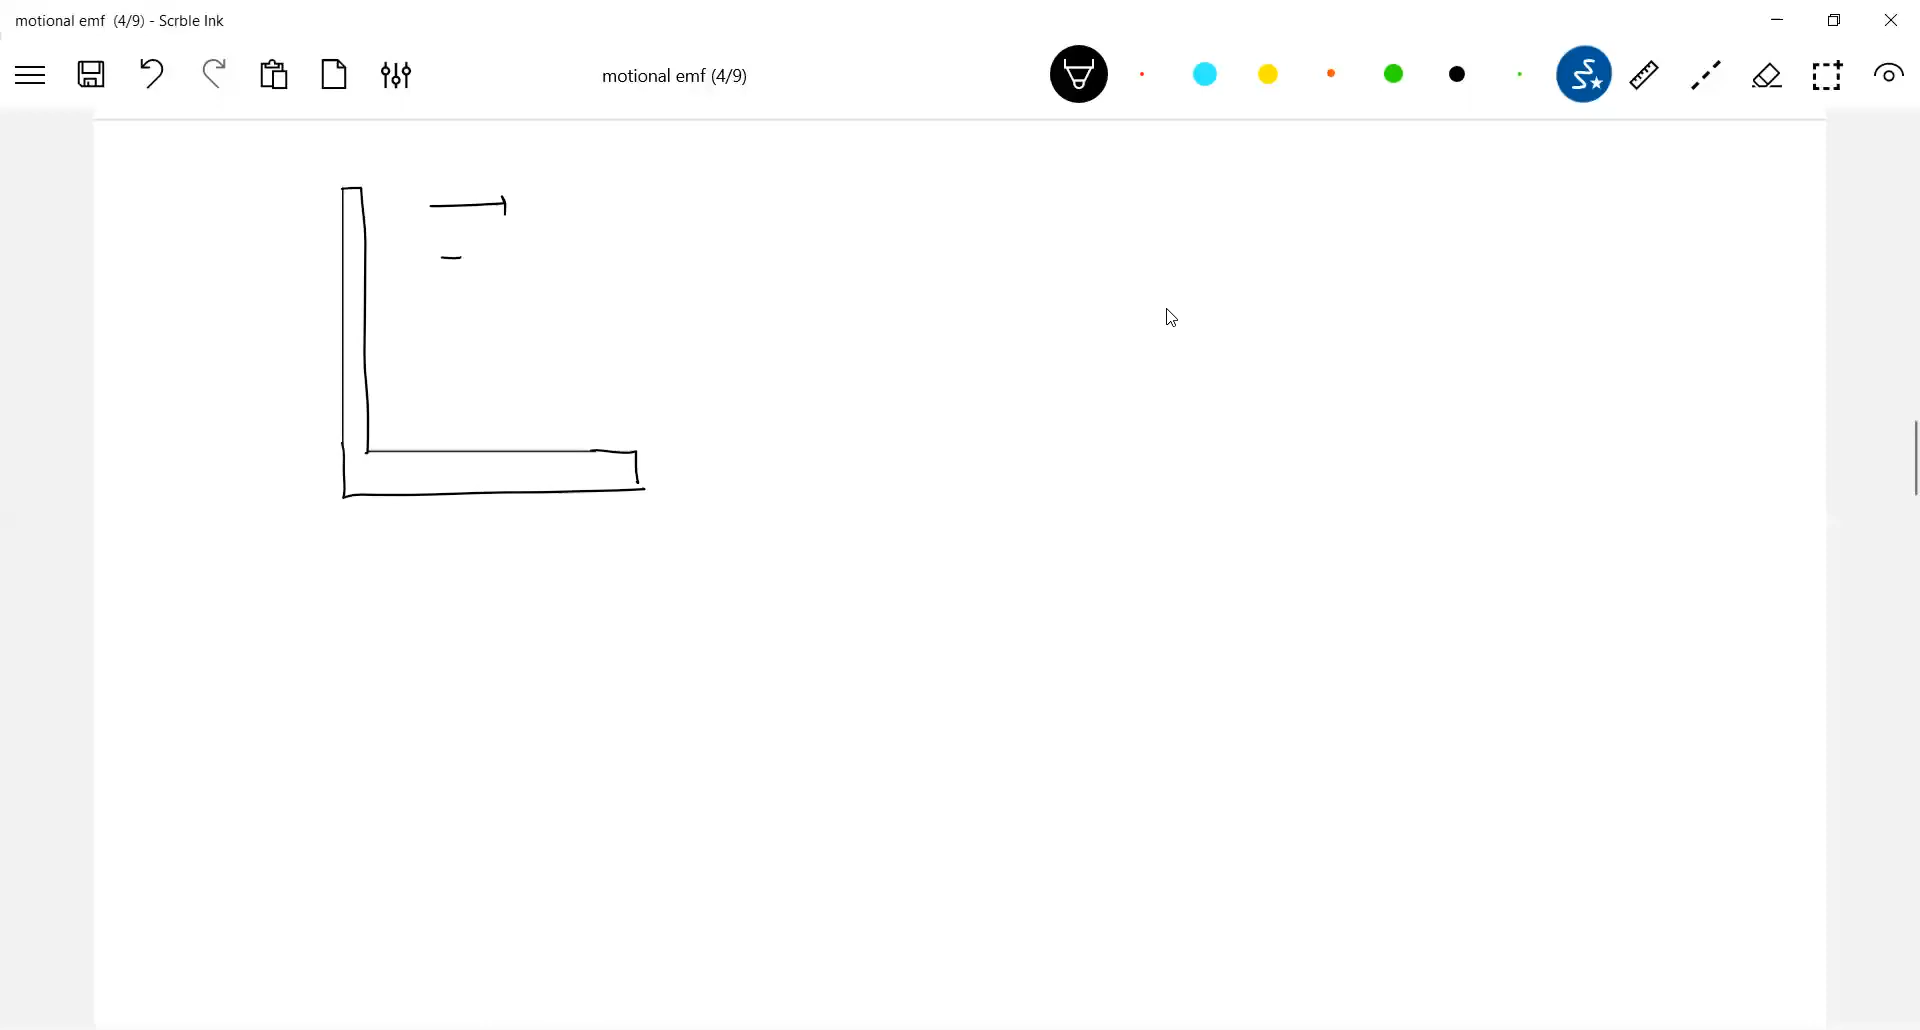 motional emf (4/9) - Scrble Ink
motional emf (4/9)